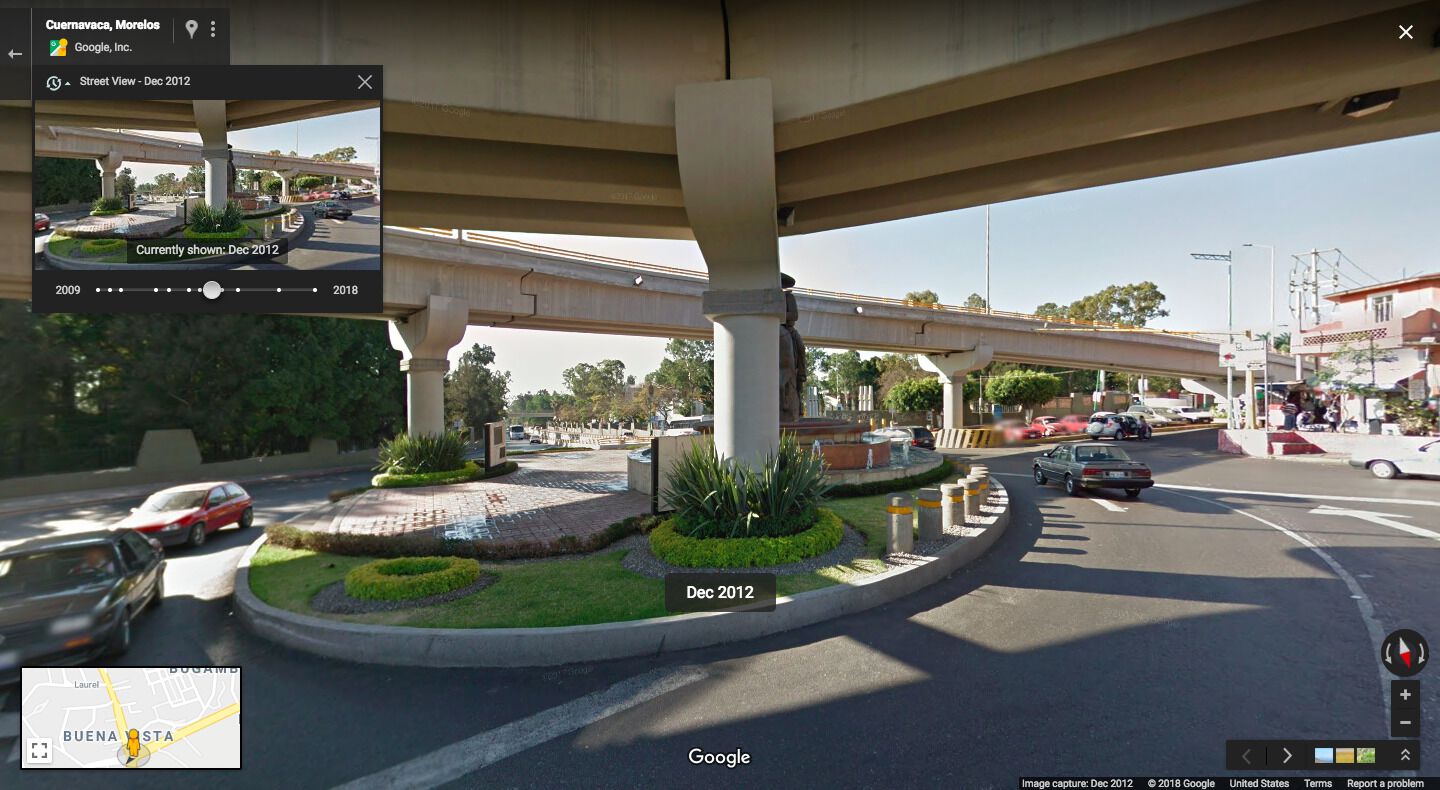 Cuernavaca, Morelos
Google, Inc.
Street View - Dec 2012
Currently shown: Dec 2012
2009
2018
Dec 2012
BUGAMB
Laurel
BUENA VISTA
Google
Image capture: Dec 2012 © 2018 Google United States Terms Report a problem